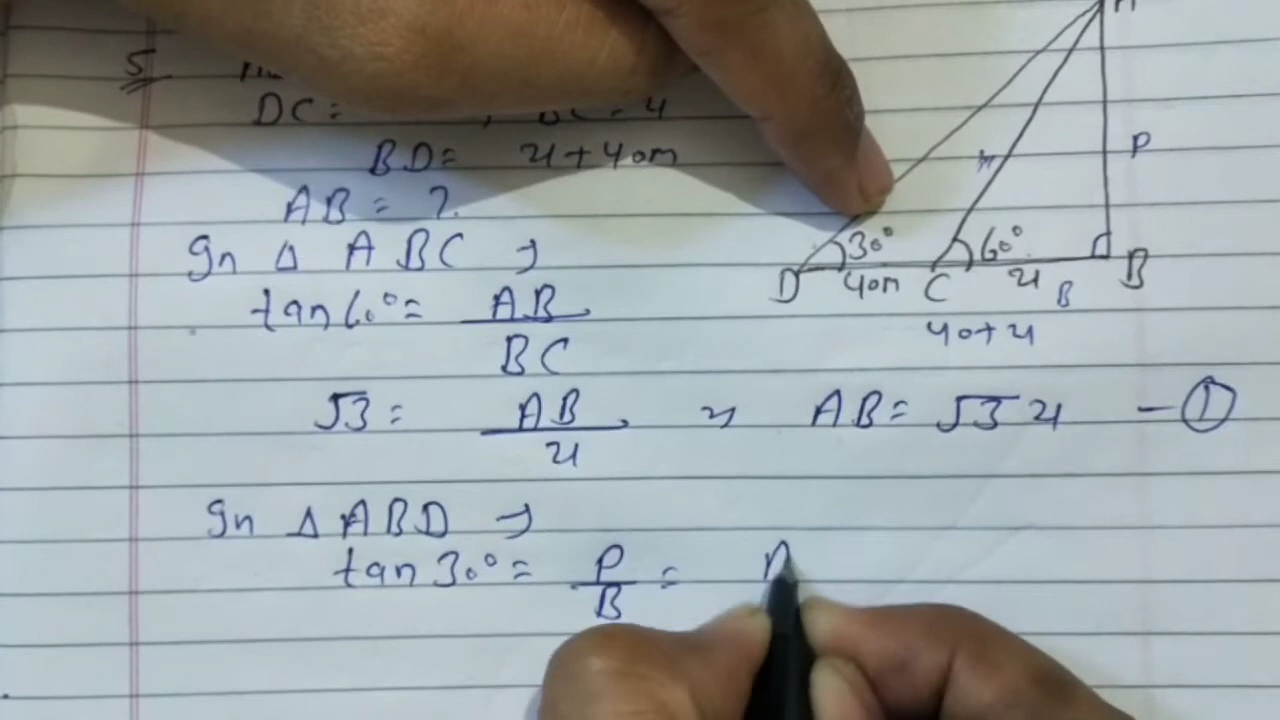 5
DC =
BD = x + 40m
AB = ?
In Δ ABC →
tan 60° = AB
BC
√3 = AB ⇒ AB = √3 x — ①
x
In Δ ABD →
tan 30° = P =
B
P
30° 60°
D 40m C x B B
40+x